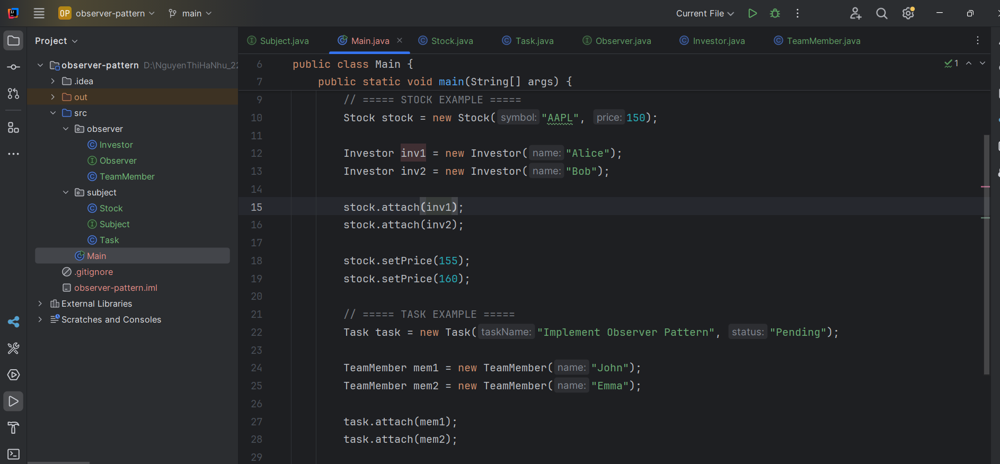 OP observer-pattern main Current File
Project
observer-pattern D:\NguyenThiHaNhu_22
.idea
out
src
observer
Investor
Observer
TeamMember
subject
Stock
Subject
Task
Main
.gitignore
observer-pattern.iml
External Libraries
Scratches and Consoles
Subject.java Main.java Stock.java Task.java Observer.java Investor.java TeamMember.java
1
6 public class Main {
7 public static void main(String[] args) {
9 // ===== STOCK EXAMPLE =====
10 Stock stock = new Stock( symbol: "AAPL", price: 150);
11
12 Investor inv1 = new Investor( name: "Alice");
13 Investor inv2 = new Investor( name: "Bob");
14
15 stock.attach(inv1);
16 stock.attach(inv2);
17
18 stock.setPrice(155);
19 stock.setPrice(160);
20
21 // ===== TASK EXAMPLE =====
22 Task task = new Task( taskName: "Implement Observer Pattern", status: "Pending");
23
24 TeamMember mem1 = new TeamMember( name: "John");
25 TeamMember mem2 = new TeamMember( name: "Emma");
26
27 task.attach(mem1);
28 task.attach(mem2);
29